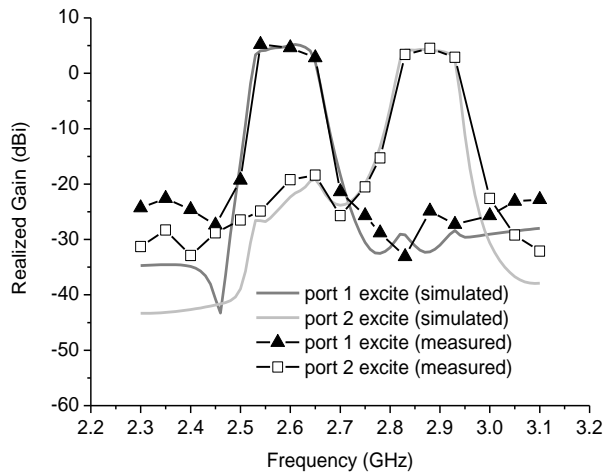 10
0
-10
-20
-30
-40
-50
-60
Realized Gain (dBi)
port 1 excite (simulated)
port 2 excite (simulated)
port 1 excite (measured)
port 2 excite (measured)
2.2 2.3 2.4 2.5 2.6 2.7 2.8 2.9 3.0 3.1 3.2
Frequency (GHz)